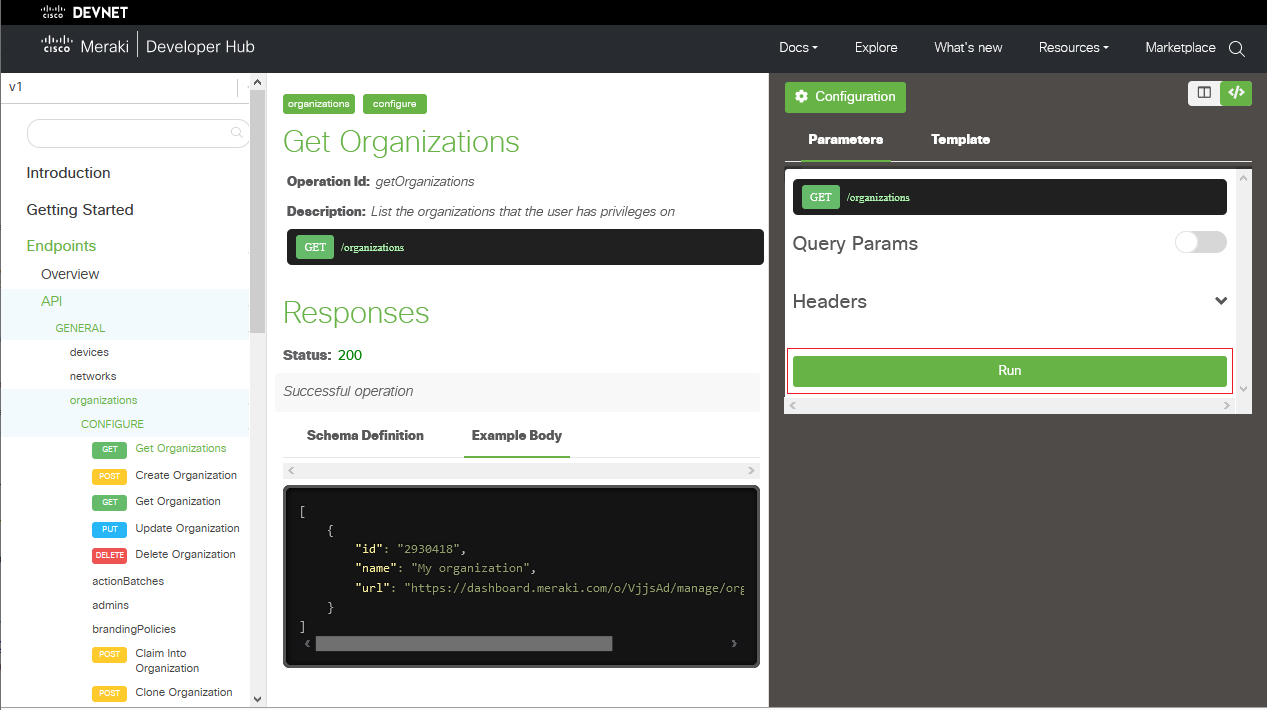 CISCO DEVNET
CISCO Meraki Developer Hub
Docs Explore What's new Resources Marketplace
v1
Introduction
Getting Started
Endpoints
Overview
API
GENERAL
devices
networks
organizations
CONFIGURE
GET Get Organizations
POST Create Organization
GET Get Organization
PUT Update Organization
DELETE Delete Organization
actionBatches
admins
brandingPolicies
POST Claim Into
Organization
POST Clone Organization
organizations configure
Get Organizations
Operation Id: getOrganizations
Description: List the organizations that the user has privileges on
GET /organizations
Responses
Status: 200
Successful operation
Schema Definition Example Body
[
{
"id": "2930418",
"name": "My organization",
"url": "https://dashboard.meraki.com/o/VjjsAd/manage/org
}
]
Configuration
Parameters Template
GET /organizations
Query Params
Headers
Run